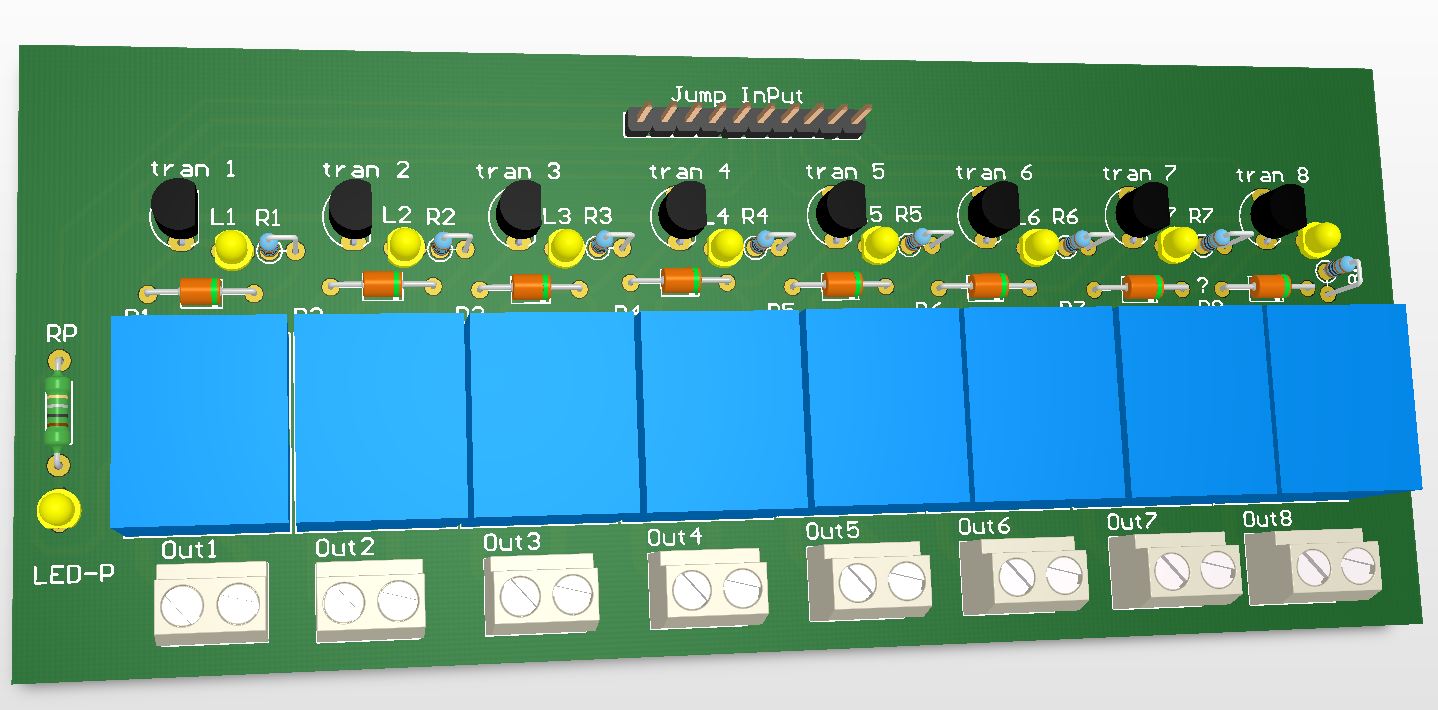 Jump InPut
tran 1 tran 2 tran 3 tran 4 tran 5 tran 6 tran 7 tran 8
L1 R1 L2 R2 L3 R3 L4 R4 R5 R6 R7
?
RP
Out1 Out2 Out3 Out4 Out5 Out6 Out7 Out8
LED-P